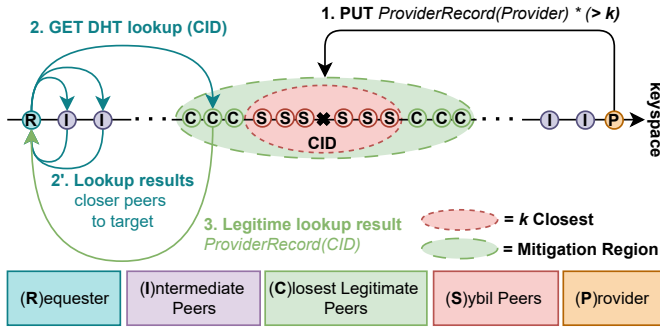 1. PUT ProviderRecord(Provider) * (> k)
2. GET DHT lookup (CID)
R I I · · · C C C S S S ✖ S S S C C C · · · I I P
CID
keyspace
2'. Lookup results
closer peers
to target
3. Legitime lookup result
ProviderRecord(CID)
= k Closest
= Mitigation Region
(R)equester
(I)ntermediate
Peers
(C)losest Legitimate
Peers
(S)ybil Peers
(P)rovider